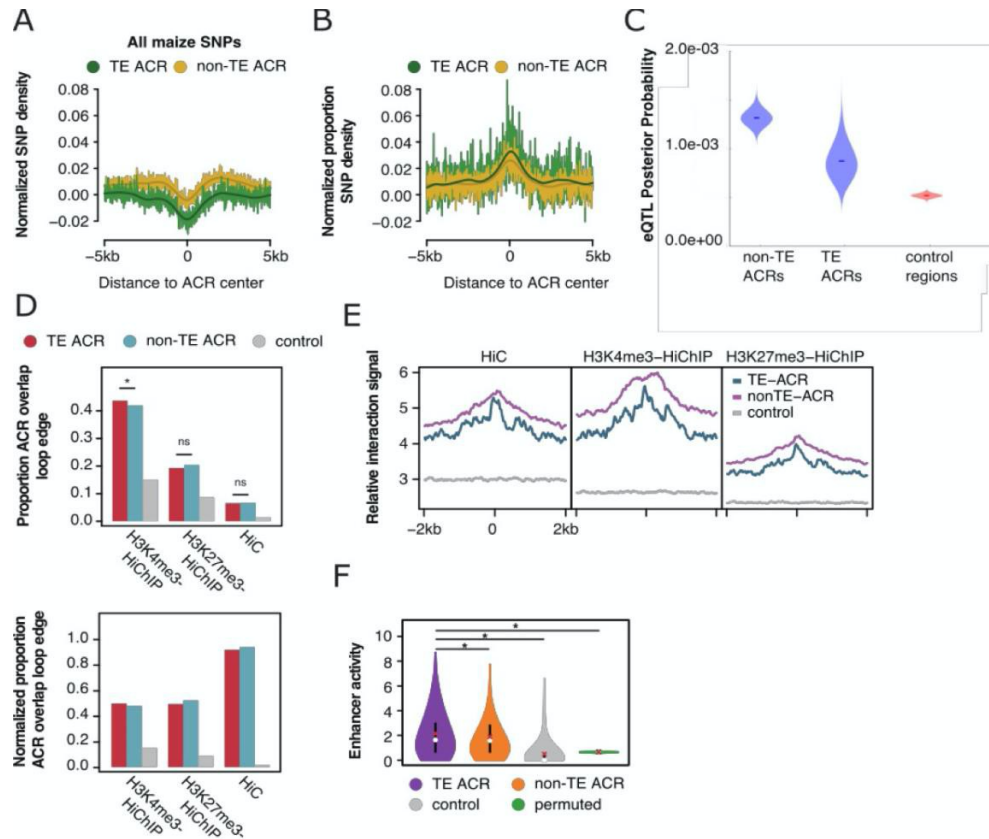 A
All maize SNPs
TE ACR non-TE ACR
Normalized SNP density
0.08
0.06
0.04
0.02
0.00
−0.02
−5kb 0 5kb
Distance to ACR center
B
TE ACR non-TE ACR
Normalized proportion
SNP density
0.08
0.06
0.04
0.02
0.00
−0.02
−5kb 0 5kb
Distance to ACR center
C
eQTL Posterior Probability
2.0e-03
1.0e-03
0.0e+00
non-TE
ACRs
TE
ACRs
control
regions
D
TE ACR non-TE ACR control
Proportion ACR overlap
loop edge
0.4
0.3
0.2
0.1
0.0
*
ns
ns
H3K4me3-
HiChIP
H3K27me3-
HiChIP
HiC
Normalized proportion
ACR overlap loop edge
1.0
0.8
0.6
0.4
0.2
0.0
H3K4me3-
HiChIP
H3K27me3-
HiChIP
HiC
E
HiC H3K4me3−HiChIP H3K27me3−HiChIP
Relative interaction signal
6
5
4
3
TE−ACR
nonTE−ACR
control
−2kb 0 2kb
F
Enhancer activity
10
8
6
4
2
0
*
*
*
TE ACR non-TE ACR
control permuted